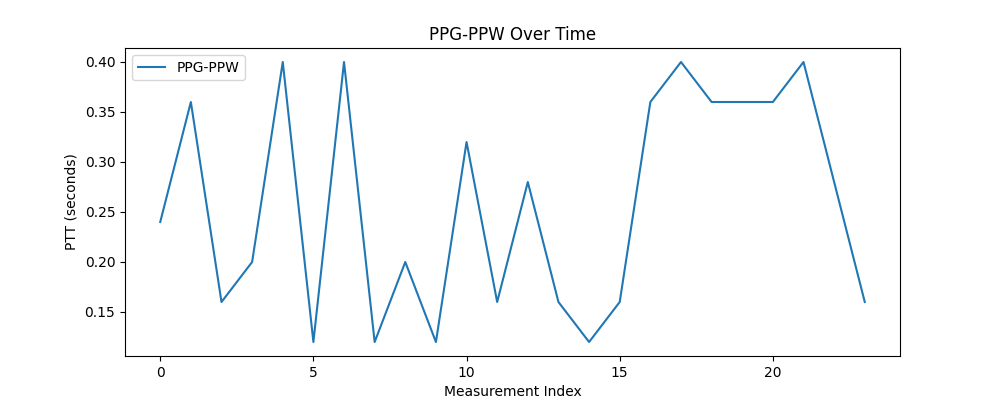 PPG-PPW Over Time
PPG-PPW
0.40
0.35
0.30
0.25
0.20
0.15
PTT (seconds)
0 5 10 15 20
Measurement Index